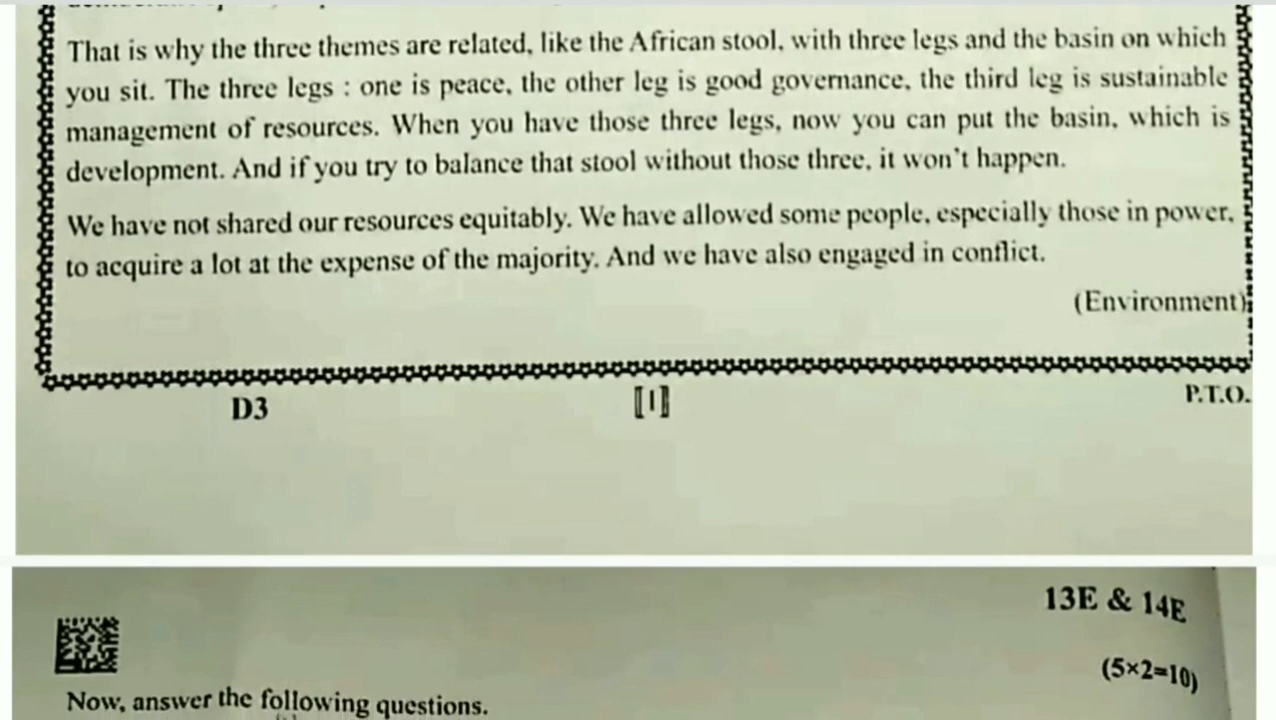 That is why the three themes are related, like the African stool, with three legs and the basin on which
you sit. The three legs : one is peace, the other leg is good governance, the third leg is sustainable
management of resources. When you have those three legs, now you can put the basin, which is
development. And if you try to balance that stool without those three, it won't happen.
We have not shared our resources equitably. We have allowed some people, especially those in power,
to acquire a lot at the expense of the majority. And we have also engaged in conflict.
(Environment)
D3 [1] P.T.O.
13E & 14E
(5×2=10)
Now, answer the following questions.